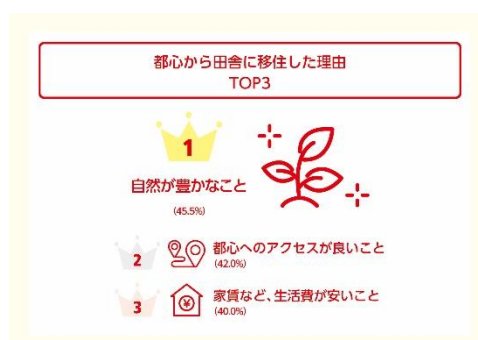 都心から田舎に移住した理由
TOP3
1
自然が豊かなこと
(45.5%)
2
都心へのアクセスが良いこと
(42.0%)
3
¥
家賃など、生活費が安いこと
(40.0%)